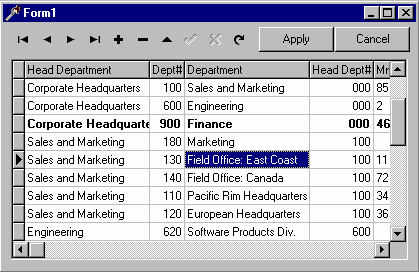 Form1
Apply Cancel
Head Department Dept# Department Head Dept# Mr
Corporate Headquarters 100 Sales and Marketing 000 85
Corporate Headquarters 600 Engineering 000 2
Corporate Headquarte 900 Finance 000 46
Sales and Marketing 180 Marketing 100
Sales and Marketing 130 Field Office: East Coast 100 11
Sales and Marketing 140 Field Office: Canada 100 72
Sales and Marketing 110 Pacific Rim Headquarters 100 34
Sales and Marketing 120 European Headquarters 100 36
Engineering 620 Software Products Div. 600